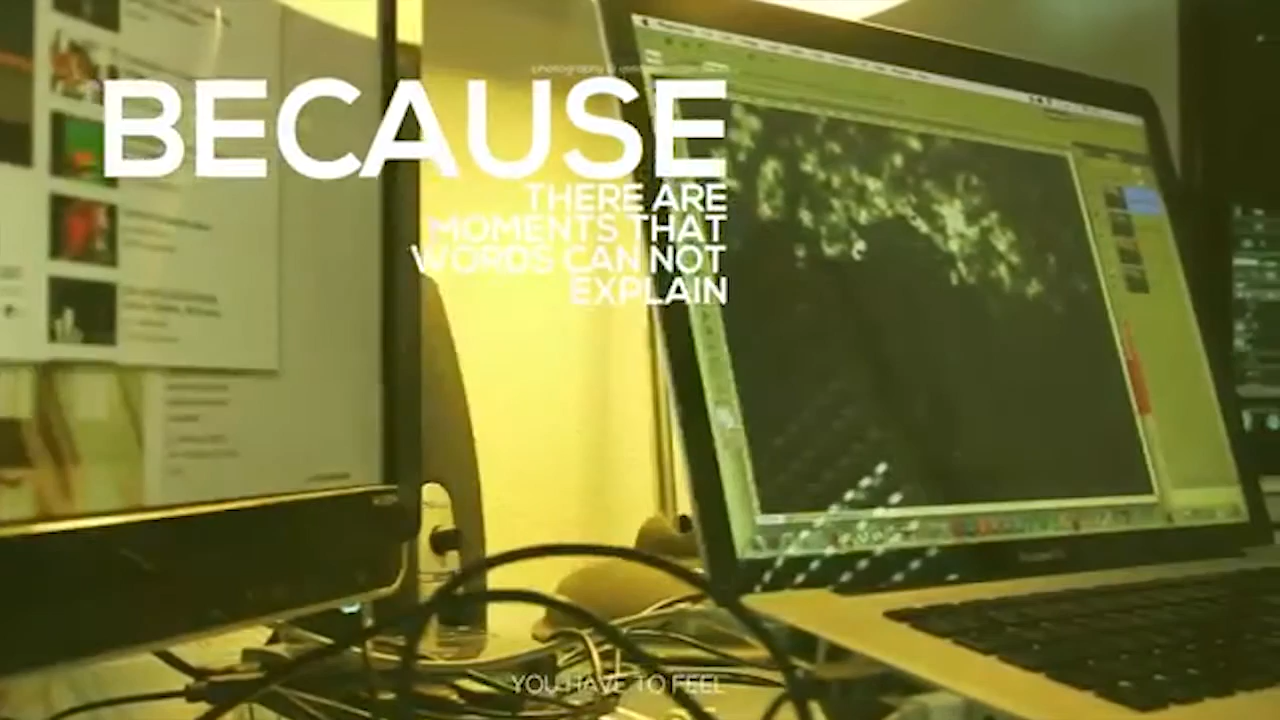 BECAUSE
THERE ARE
MOMENTS THAT
WORDS CAN NOT
EXPLAIN
YOU HAVE TO FEEL